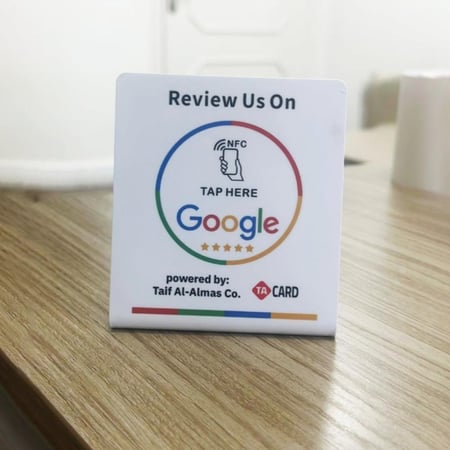 Review Us On
NFC
TAP HERE
Google
powered by:
Taif Al-Almas Co.
TA CARD